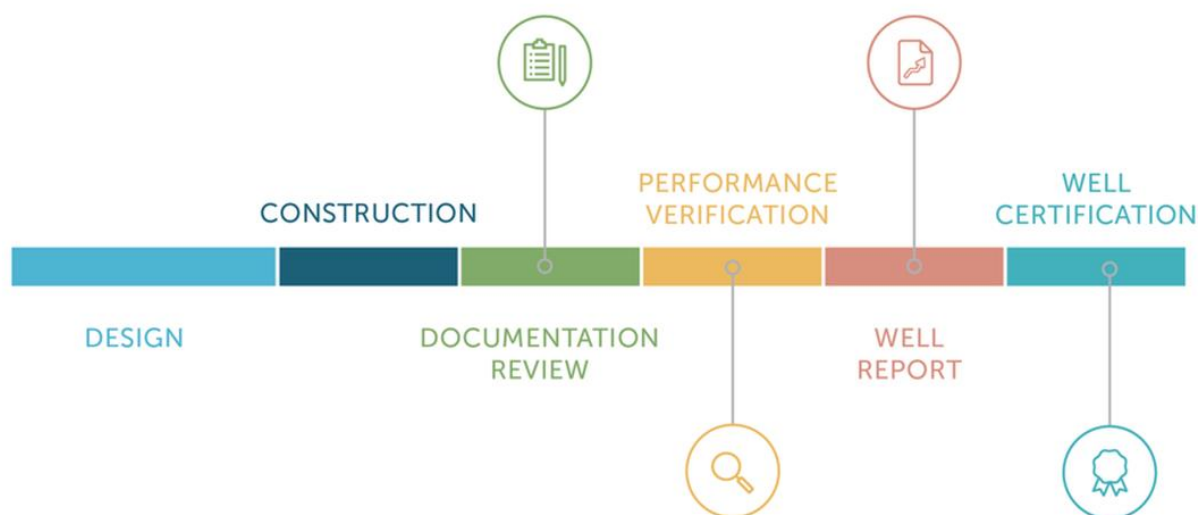 DESIGN
CONSTRUCTION
DOCUMENTATION
REVIEW
PERFORMANCE
VERIFICATION
WELL
REPORT
WELL
CERTIFICATION